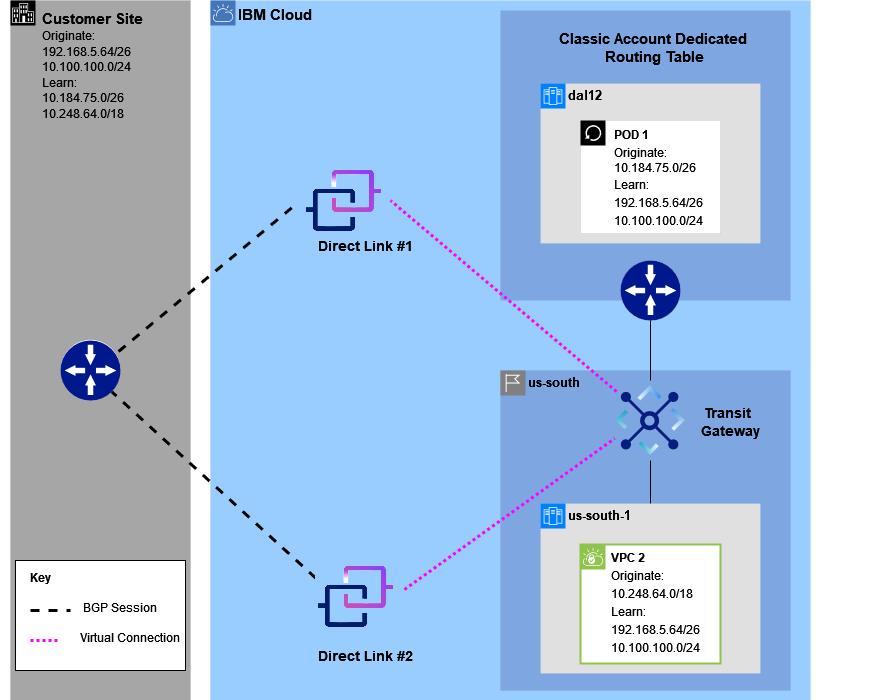 Customer Site
Originate:
192.168.5.64/26
10.100.100.0/24
Learn:
10.184.75.0/26
10.248.64.0/18
IBM Cloud
Classic Account Dedicated
Routing Table
dal12
POD 1
Originate:
10.184.75.0/26
Learn:
192.168.5.64/26
10.100.100.0/24
Direct Link #1
us-south
Transit
Gateway
us-south-1
VPC 2
Originate:
10.248.64.0/18
Learn:
192.168.5.64/26
10.100.100.0/24
Direct Link #2
Key
BGP Session
Virtual Connection